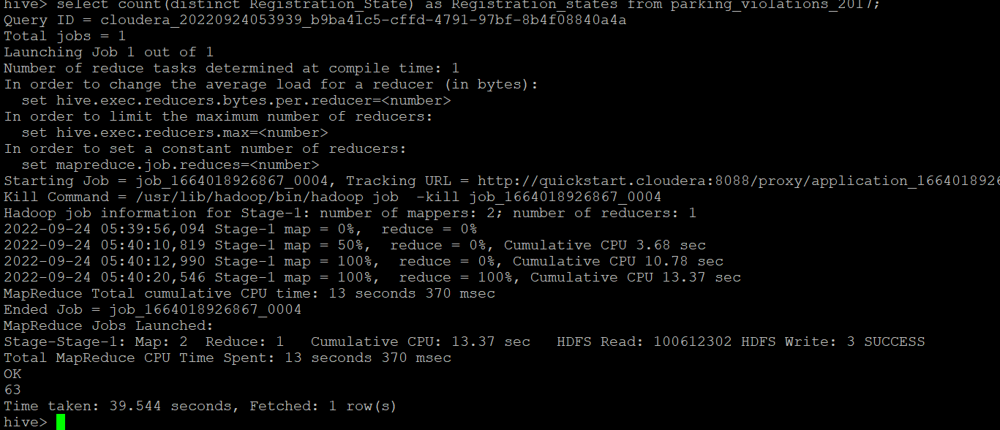 hive> select count(distinct Registration_State) as Registration_states from parking_violations_2017;
Query ID = cloudera_20220924053939_b9ba41c5-cffd-4791-97bf-8b4f08840a4a
Total jobs = 1
Launching Job 1 out of 1
Number of reduce tasks determined at compile time: 1
In order to change the average load for a reducer (in bytes):
  set hive.exec.reducers.bytes.per.reducer=<number>
In order to limit the maximum number of reducers:
  set hive.exec.reducers.max=<number>
In order to set a constant number of reducers:
  set mapreduce.job.reduces=<number>
Starting Job = job_1664018926867_0004, Tracking URL = http://quickstart.cloudera:8088/proxy/application_1664018926
Kill Command = /usr/lib/hadoop/bin/hadoop job  -kill job_1664018926867_0004
Hadoop job information for Stage-1: number of mappers: 2; number of reducers: 1
2022-09-24 05:39:56,094 Stage-1 map = 0%,  reduce = 0%
2022-09-24 05:40:10,819 Stage-1 map = 50%,  reduce = 0%, Cumulative CPU 3.68 sec
2022-09-24 05:40:12,990 Stage-1 map = 100%,  reduce = 0%, Cumulative CPU 10.78 sec
2022-09-24 05:40:20,546 Stage-1 map = 100%,  reduce = 100%, Cumulative CPU 13.37 sec
MapReduce Total cumulative CPU time: 13 seconds 370 msec
Ended Job = job_1664018926867_0004
MapReduce Jobs Launched:
Stage-Stage-1: Map: 2  Reduce: 1   Cumulative CPU: 13.37 sec   HDFS Read: 100612302 HDFS Write: 3 SUCCESS
Total MapReduce CPU Time Spent: 13 seconds 370 msec
OK
63
Time taken: 39.544 seconds, Fetched: 1 row(s)
hive>